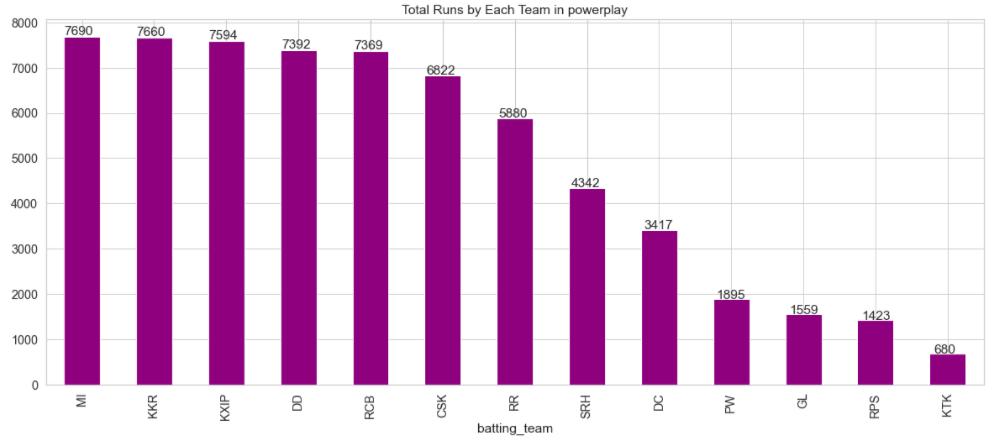 Total Runs by Each Team in powerplay
8000
7000
6000
5000
4000
3000
2000
1000
0
7690
7660
7594
7392
7369
6822
5880
4342
3417
1895
1559
1423
680
MI
KKR
KXIP
DD
RCB
CSK
RR
SRH
DC
PW
GL
RPS
KTK
batting_team